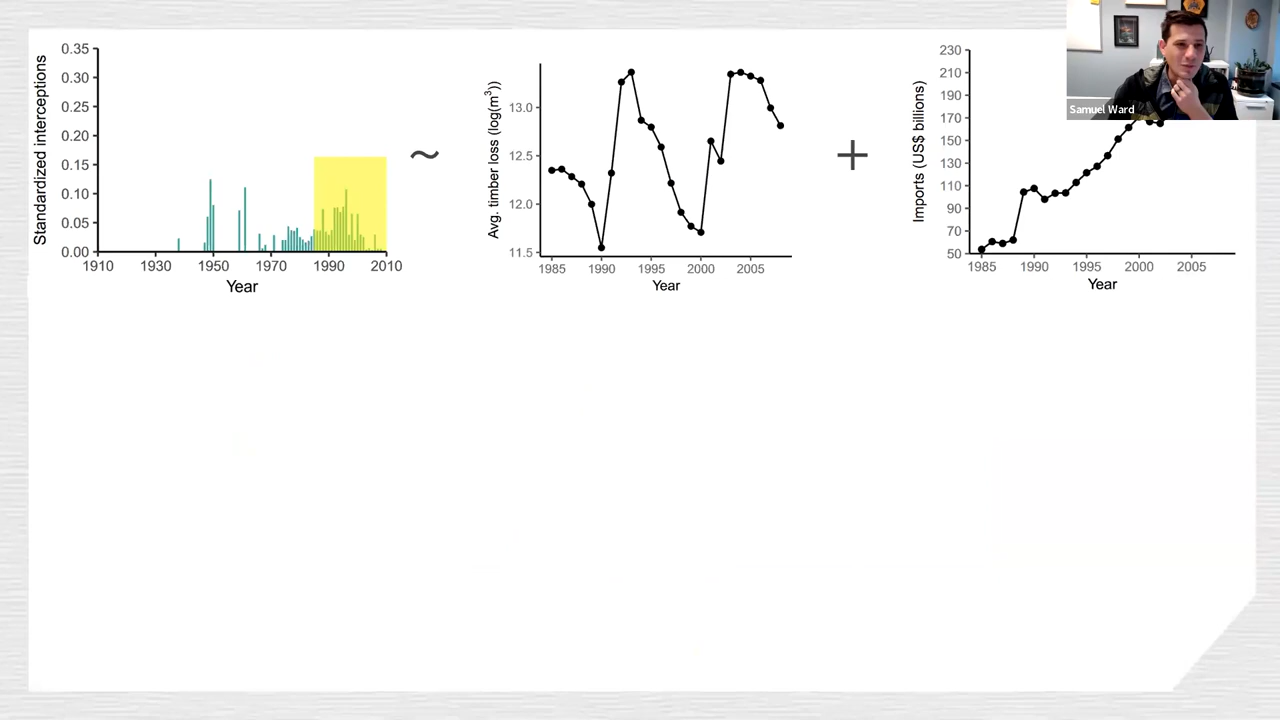 Standardized interceptions
0.35
0.30
0.25
0.20
0.15
0.10
0.05
0.00
1910 1930 1950 1970 1990 2010
Year
~
Avg. timber loss (log(m³))
13.0
12.5
12.0
11.5
1985 1990 1995 2000 2005
Year
+
Imports (US$ billions)
230
210
190
170
150
130
110
90
70
50
1985 1990 1995 2000 2005
Year
Samuel Ward